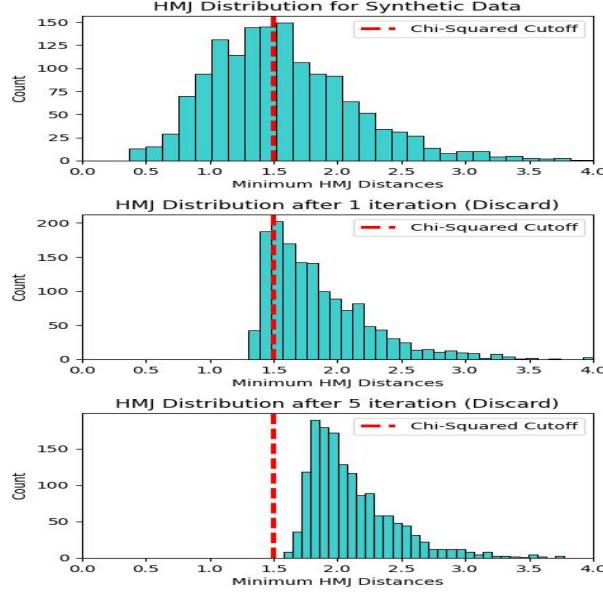 HMJ Distribution for Synthetic Data
Chi-Squared Cutoff
150
125
100
75
50
25
0
Count
0.0 0.5 1.0 1.5 2.0 2.5 3.0 3.5 4.0
Minimum HMJ Distances
HMJ Distribution after 1 iteration (Discard)
Chi-Squared Cutoff
200
150
100
50
0
Count
0.0 0.5 1.0 1.5 2.0 2.5 3.0 3.5 4.0
Minimum HMJ Distances
HMJ Distribution after 5 iteration (Discard)
Chi-Squared Cutoff
150
100
50
0
Count
0.0 0.5 1.0 1.5 2.0 2.5 3.0 3.5 4.0
Minimum HMJ Distances